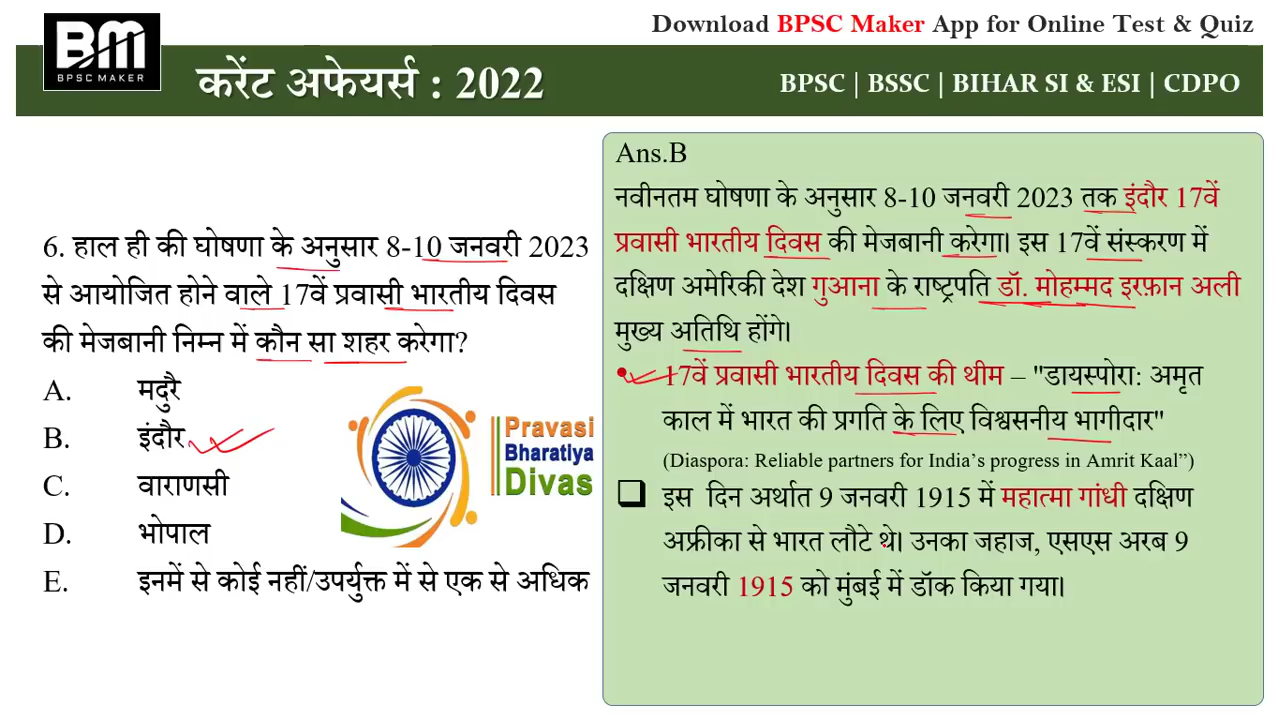 Download BPSC Maker App for Online Test & Quiz
BM
BPSC MAKER
करेंट अफेयर्स : 2022
BPSC | BSSC | BIHAR SI & ESI | CDPO
6. हाल ही की घोषणा के अनुसार 8-10 जनवरी 2023
से आयोजित होने वाले 17वें प्रवासी भारतीय दिवस
की मेजबानी निम्न में कौन सा शहर करेगा?
A. मदुरै
B. इंदौर
C. वाराणसी
D. भोपाल
E. इनमें से कोई नहीं/उपर्युक्त में से एक से अधिक
Pravasi
Bharatiya
Divas
Ans.B
नवीनतम घोषणा के अनुसार 8-10 जनवरी 2023 तक इंदौर 17वें
प्रवासी भारतीय दिवस की मेजबानी करेगा। इस 17वें संस्करण में
दक्षिण अमेरिकी देश गुआना के राष्ट्रपति डॉ. मोहम्मद इरफ़ान अली
मुख्य अतिथि होंगे।
• 17वें प्रवासी भारतीय दिवस की थीम – "डायस्पोरा: अमृत
काल में भारत की प्रगति के लिए विश्वसनीय भागीदार"
(Diaspora: Reliable partners for India’s progress in Amrit Kaal”)
इस दिन अर्थात 9 जनवरी 1915 में महात्मा गांधी दक्षिण
अफ्रीका से भारत लौटे थे। उनका जहाज, एसएस अरब 9
जनवरी 1915 को मुंबई में डॉक किया गया।